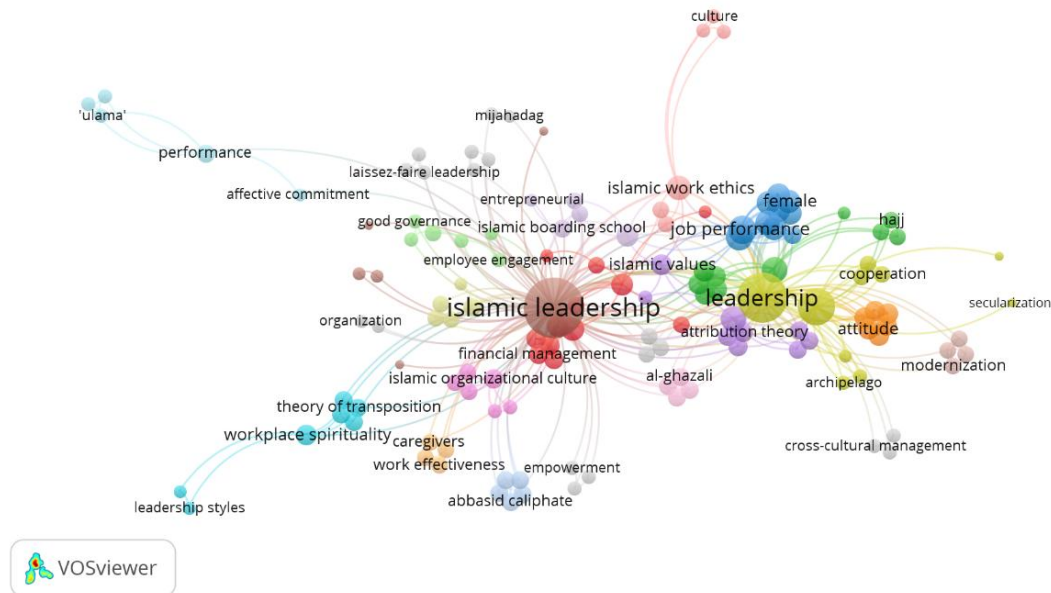 culture
'ulama'
mijahadag
performance
laissez-faire leadership
affective commitment
entrepreneurial
islamic work ethics
female
good governance
islamic boarding school
job performance
hajj
employee engagement
islamic values
cooperation
islamic leadership
leadership
secularization
organization
attribution theory
attitude
financial management
modernization
islamic organizational culture
al-ghazali
archipelago
theory of transposition
workplace spirituality
caregivers
cross-cultural management
work effectiveness
empowerment
abbasid caliphate
leadership styles
VOSviewer